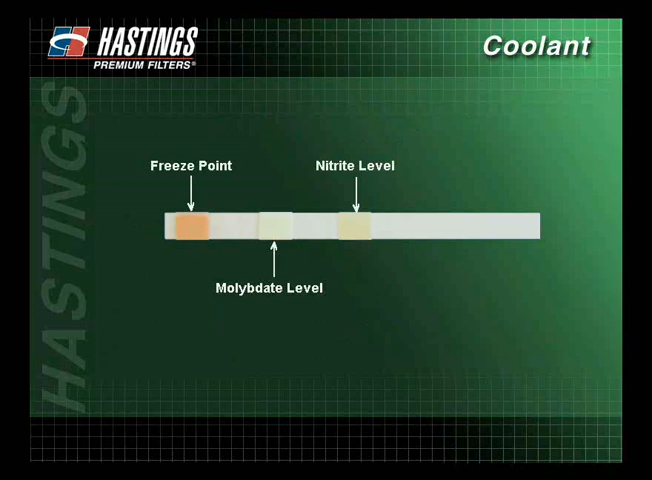 HASTINGS
PREMIUM FILTERS®
Coolant
HASTINGS
Freeze Point
Nitrite Level
Molybdate Level